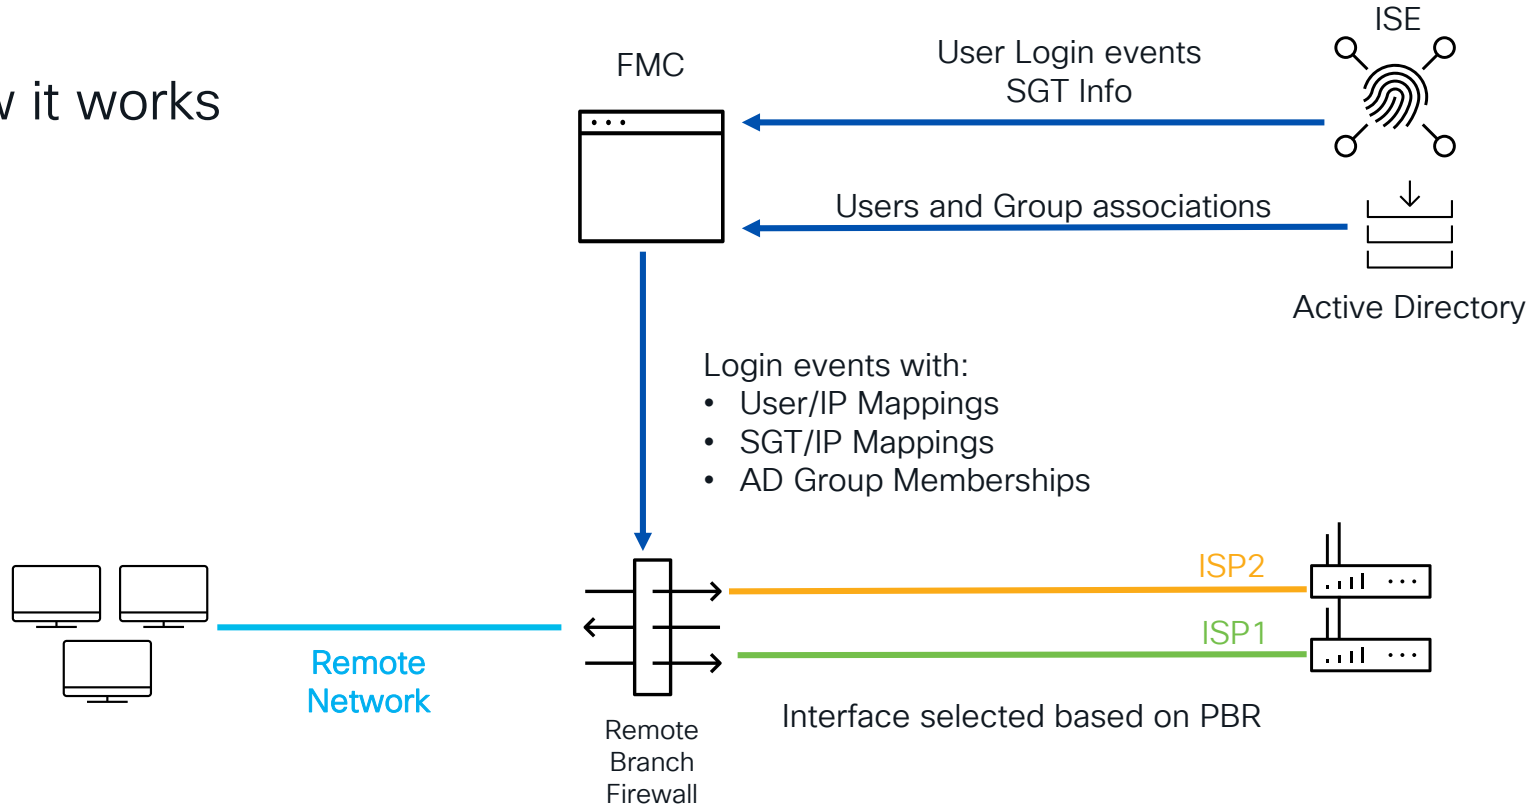 w it works
FMC
User Login events
SGT Info
ISE
Users and Group associations
Active Directory
Login events with:
• User/IP Mappings
• SGT/IP Mappings
• AD Group Memberships
ISP2
ISP1
Remote
Network
Interface selected based on PBR
Remote
Branch
Firewall